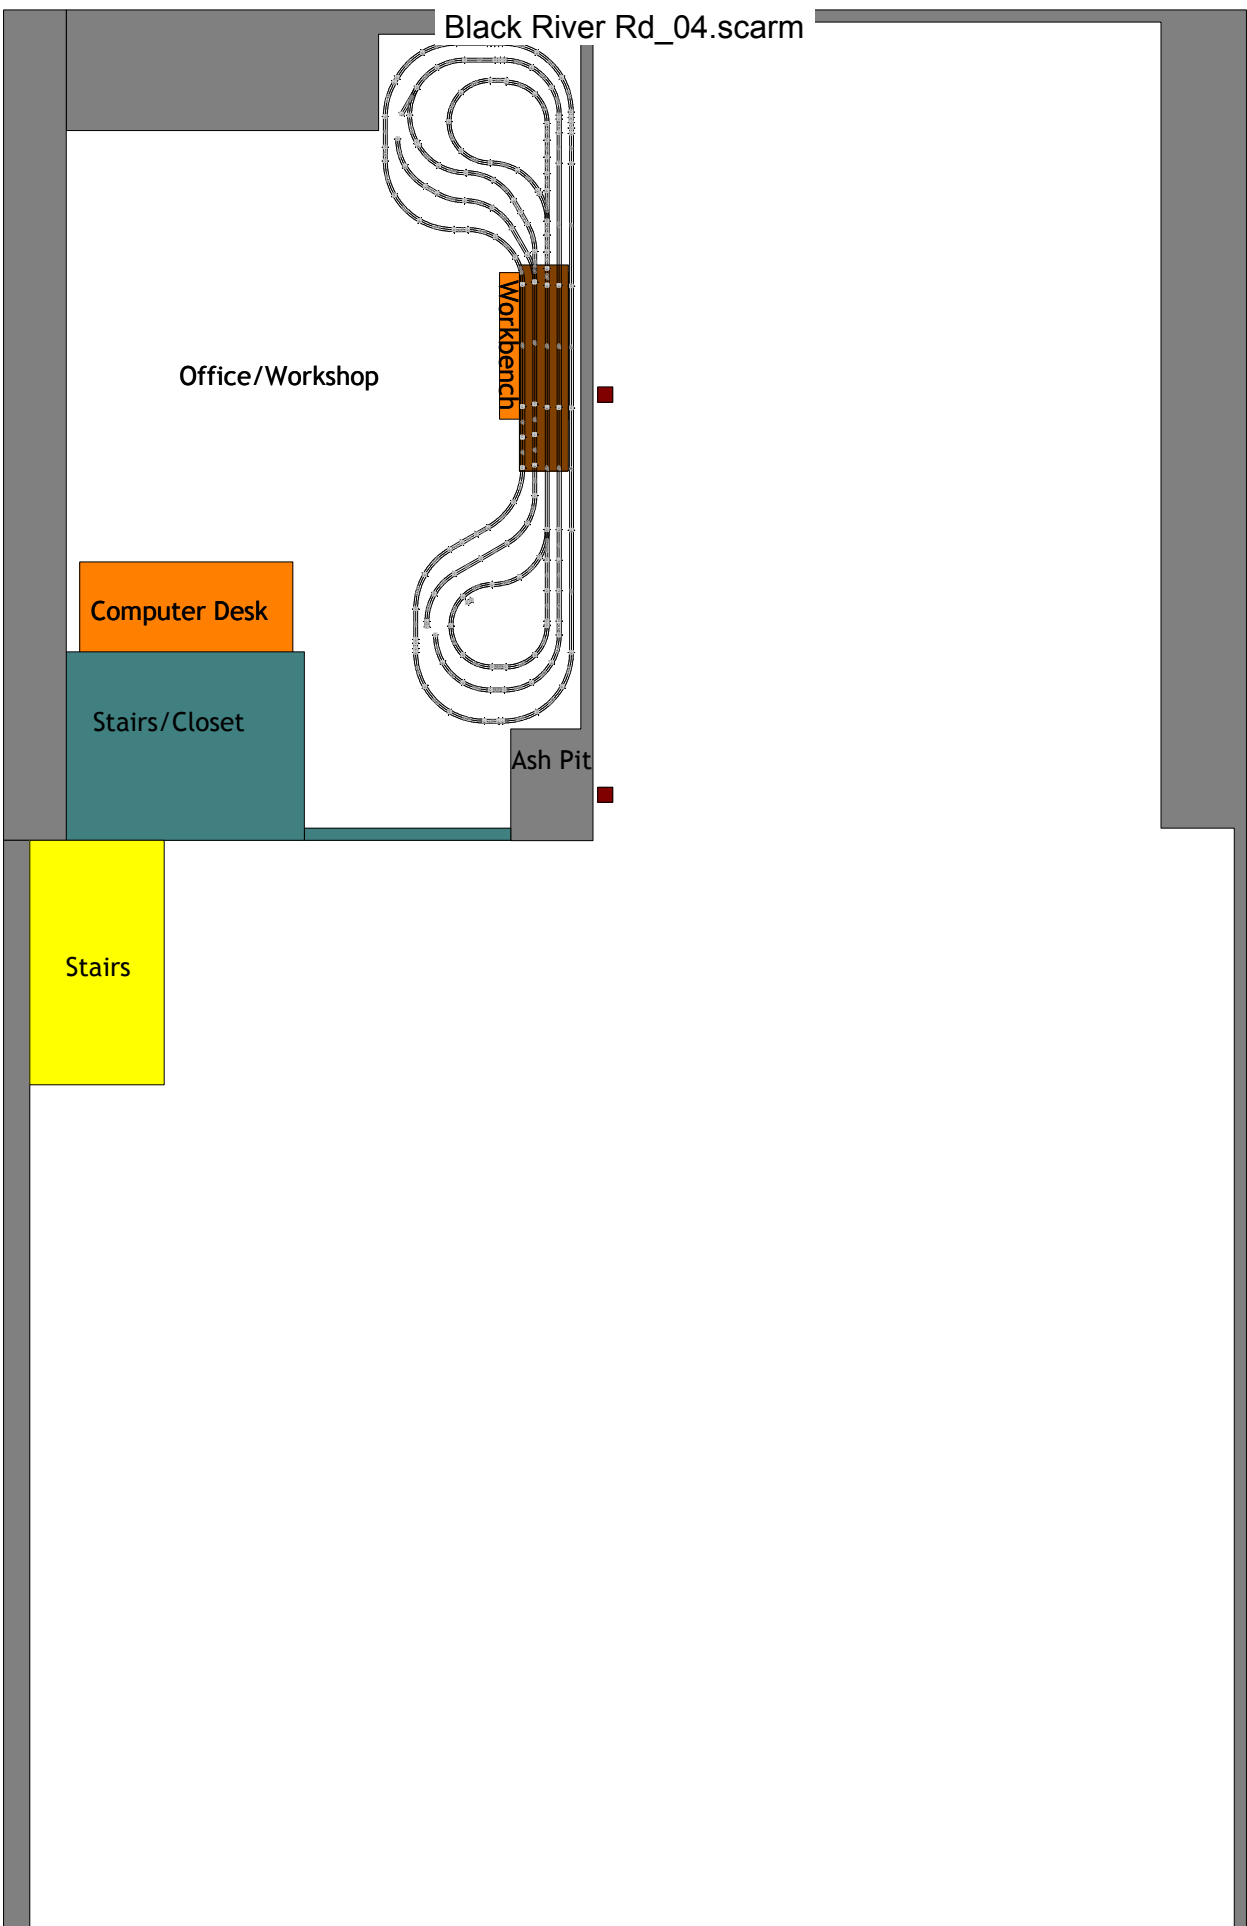 Black River Rd_04.scarm
Workbench
Office/Workshop
Computer Desk
Stairs/Closet
Ash Pit
Stairs